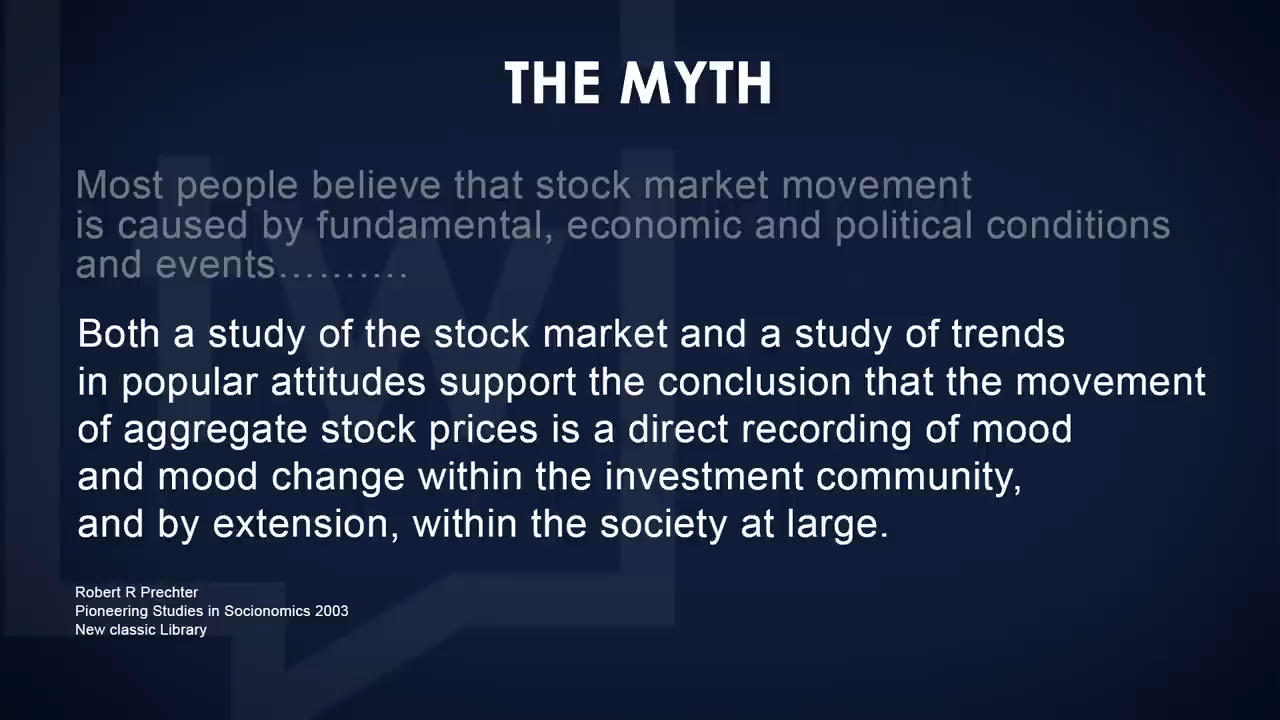 THE MYTH
Most people believe that stock market movement
is caused by fundamental, economic and political conditions
and events..........
Both a study of the stock market and a study of trends
in popular attitudes support the conclusion that the movement
of aggregate stock prices is a direct recording of mood
and mood change within the investment community,
and by extension, within the society at large.
Robert R Prechter
Pioneering Studies in Socionomics 2003
New classic Library